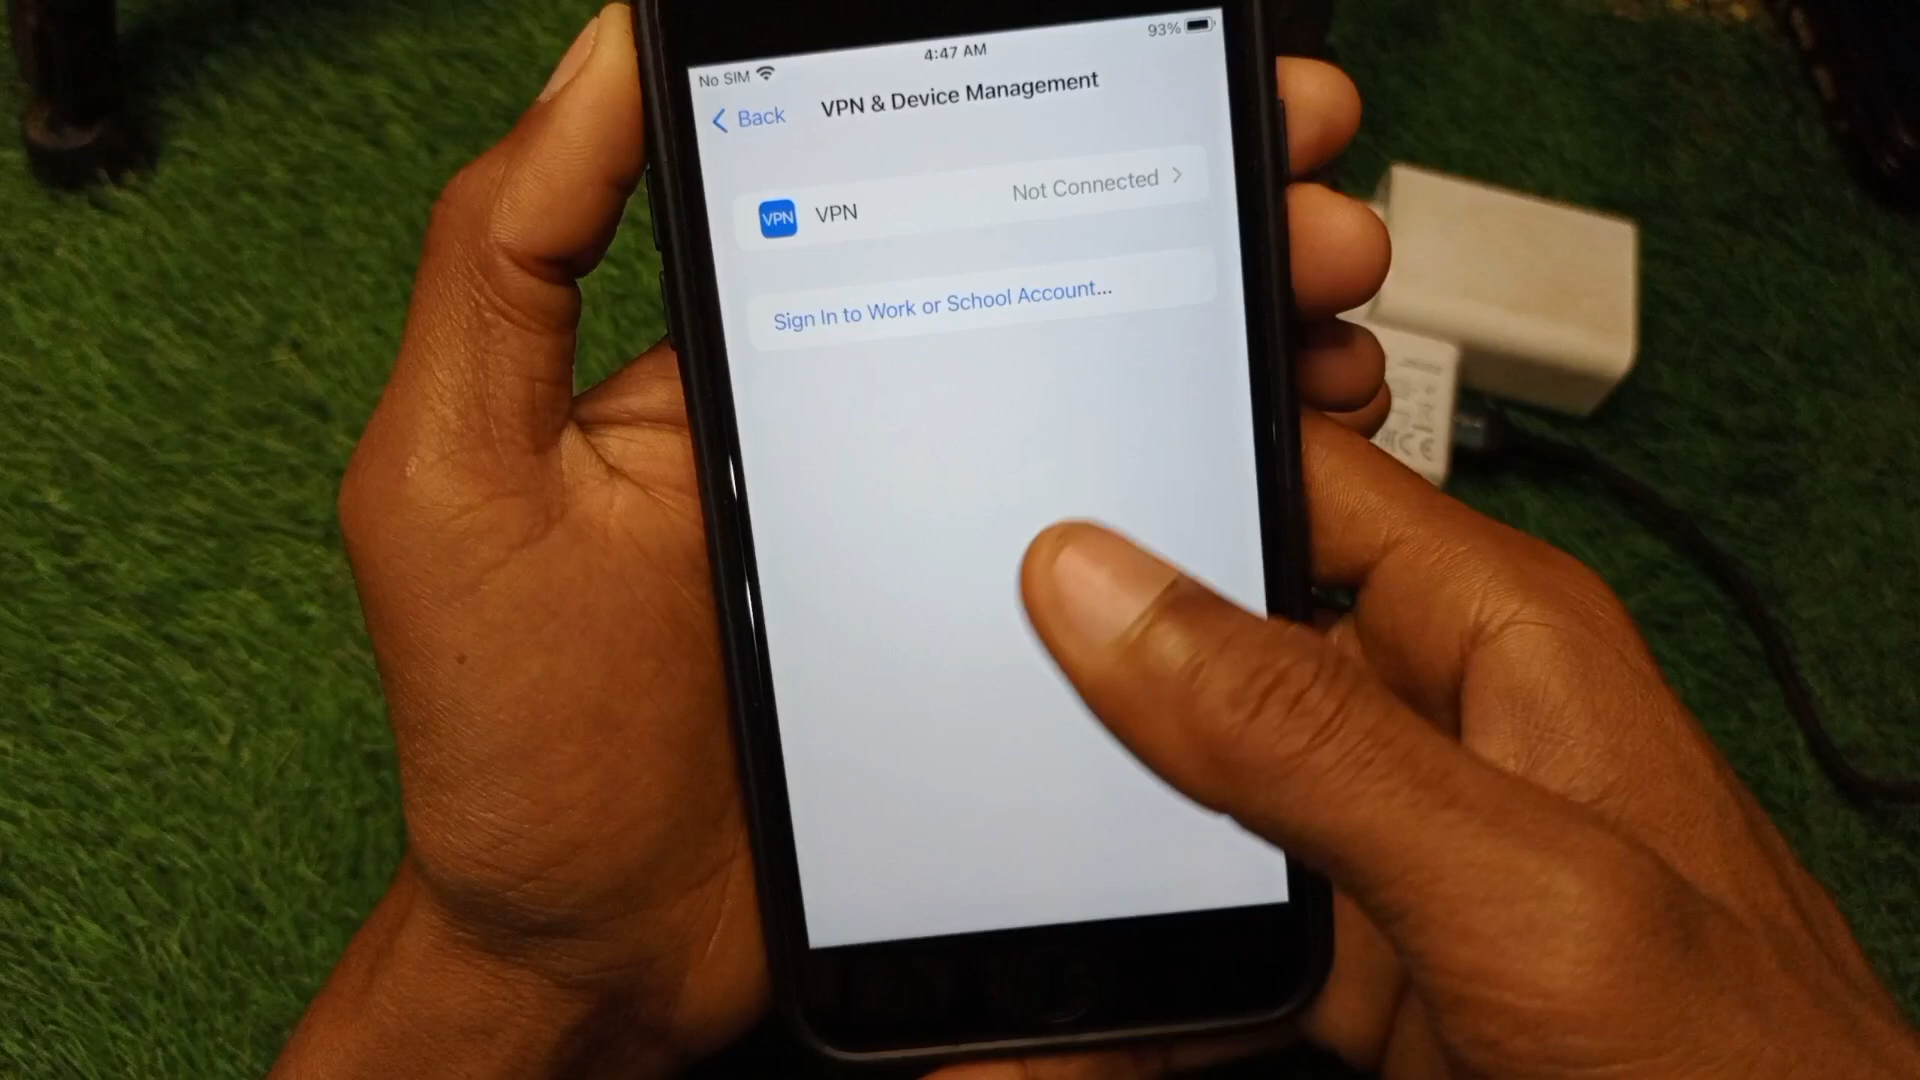 No SIM
4:47 AM
93%
Back
VPN & Device Management
VPN
VPN
Not Connected
Sign In to Work or School Account...